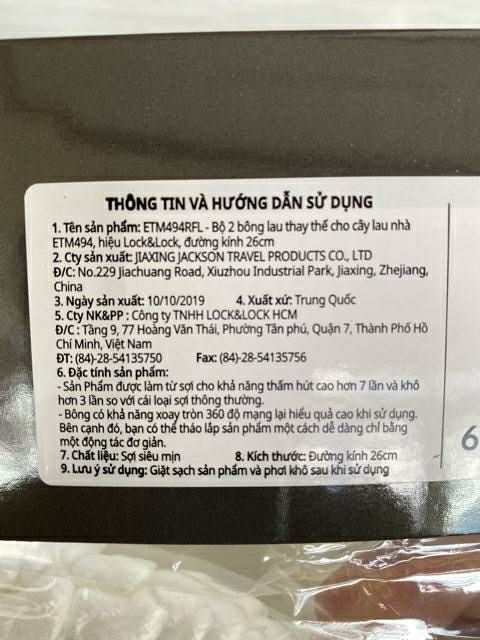 THÔNG TIN VÀ HƯỚNG DẪN SỬ DỤNG
1. Tên sản phẩm: ETM494RFL - Bộ 2 bông lau thay thế cho cây lau nhà
ETM494, hiệu Lock&Lock, đường kính 26cm
2. Cty sản xuất: JIAXING JACKSON TRAVEL PRODUCTS CO., LTD
Đ/C: No.229 Jiachuang Road, Xiuzhou Industrial Park, Jiaxing, Zhejiang,
China
3. Ngày sản xuất: 10/10/2019 4. Xuất xứ: Trung Quốc
5. Cty NK&PP : Công ty TNHH LOCK&LOCK HCM
Đ/C : Tầng 9, 77 Hoàng Văn Thái, Phường Tân phú, Quận 7, Thành Phố Hồ
Chí Minh, Việt Nam
ĐT: (84)-28-54135750 Fax: (84)-28-54135756
6. Đặc tính sản phẩm:
- Sản Phẩm được làm từ sợi cho khả năng thấm hút cao hơn 7 lần và khô
hơn 3 lần so với cái loại sợi thông thường.
- Bông có khả năng xoay tròn 360 độ mạng lại hiểu quả cao khi sử dụng.
Bên cạnh đó, bạn có thể tháo lắp sản phẩm một cách dễ dàng chỉ bằng
một động tác đơn giản.
7. Chất liệu: Sợi siêu mịn 8. Kích thước: Đường kính 26cm
9. Lưu ý sử dụng: Giặt sạch sản phẩm và phơi khô sau khi sử dụng
6